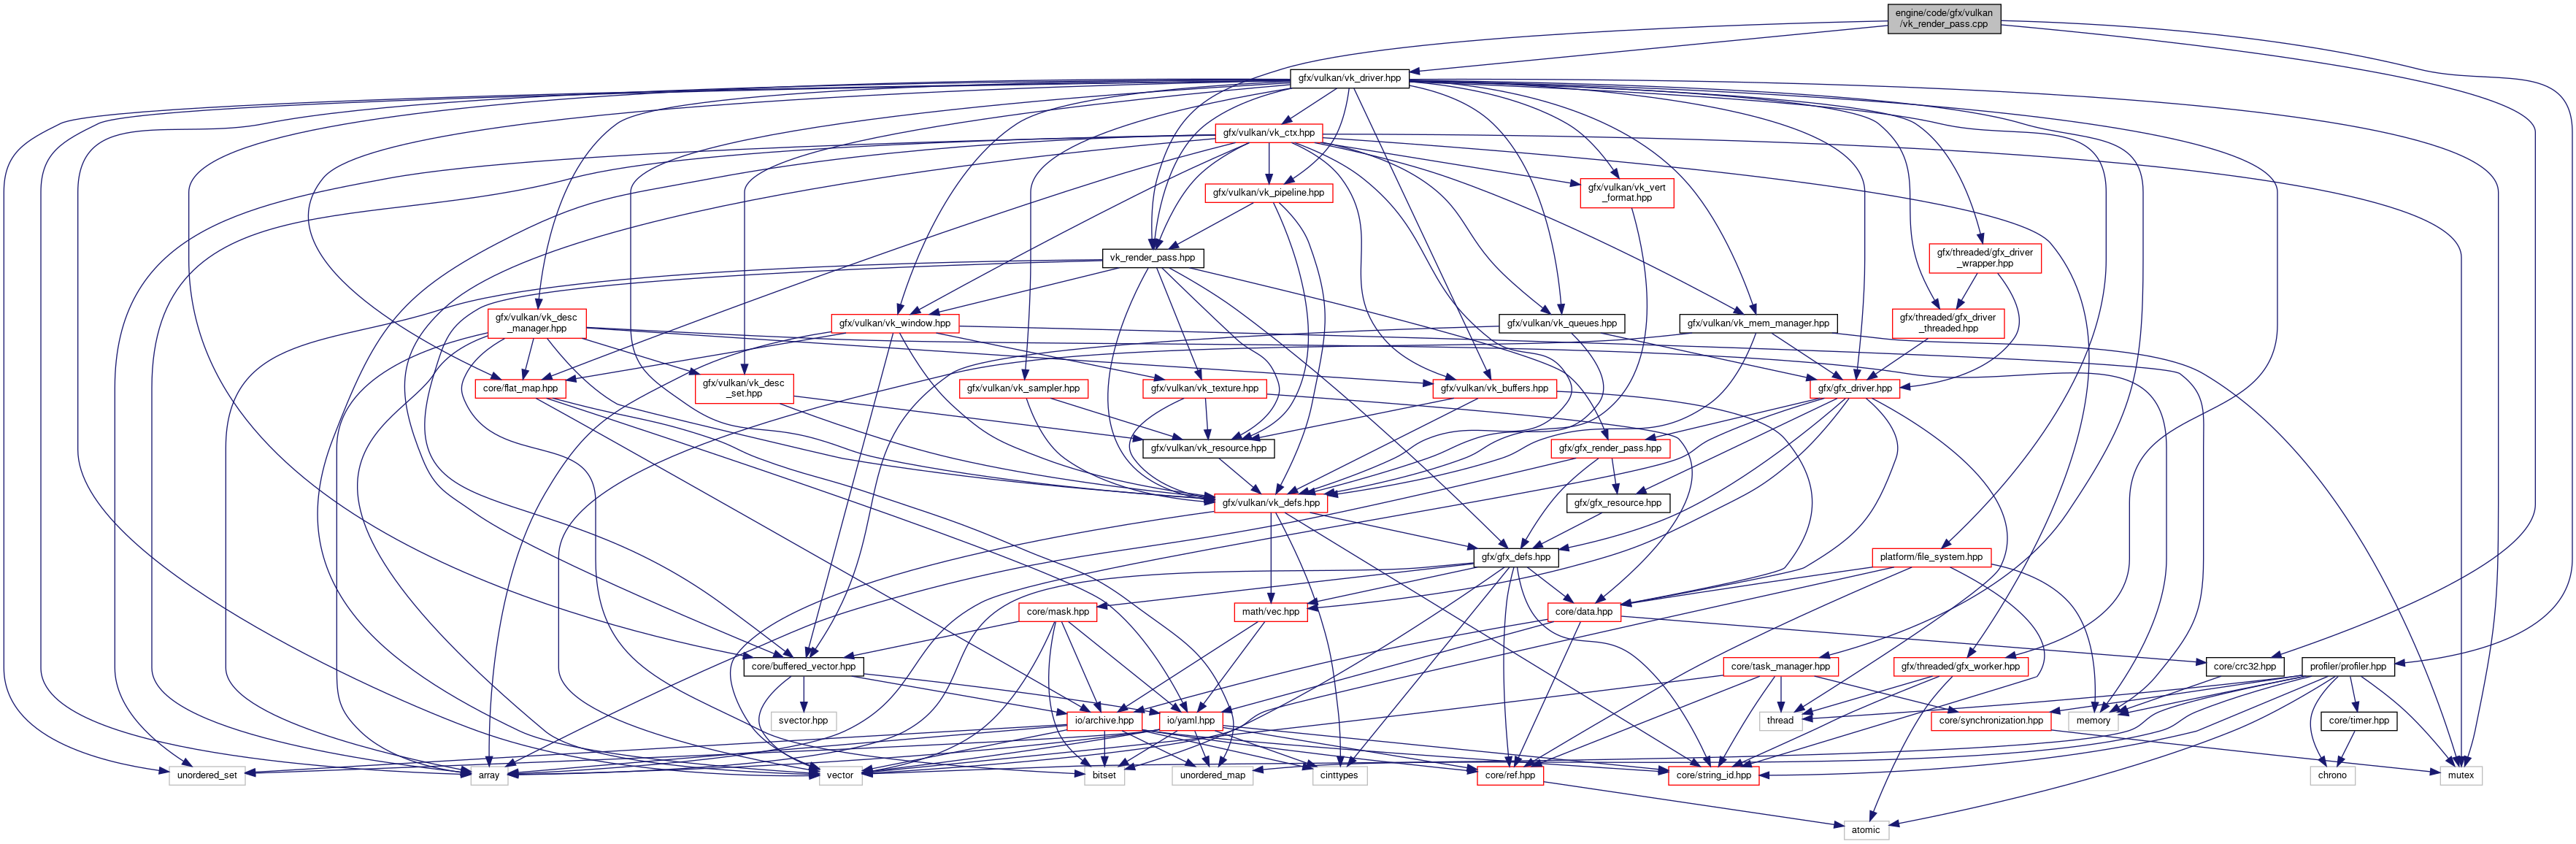 engine/code/gfx/vulkan
/vk_render_pass.cpp
gfx/vulkan/vk_driver.hpp
gfx/vulkan/vk_ctx.hpp
gfx/vulkan/vk_pipeline.hpp
gfx/vulkan/vk_vert
_format.hpp
vk_render_pass.hpp
gfx/threaded/gfx_driver
_wrapper.hpp
gfx/vulkan/vk_desc
_manager.hpp
gfx/vulkan/vk_window.hpp
gfx/vulkan/vk_queues.hpp
gfx/vulkan/vk_mem_manager.hpp
gfx/threaded/gfx_driver
_threaded.hpp
core/flat_map.hpp
gfx/vulkan/vk_desc
_set.hpp
gfx/vulkan/vk_sampler.hpp
gfx/vulkan/vk_texture.hpp
gfx/vulkan/vk_buffers.hpp
gfx/gfx_driver.hpp
gfx/vulkan/vk_resource.hpp
gfx/gfx_render_pass.hpp
gfx/vulkan/vk_defs.hpp
gfx/gfx_resource.hpp
gfx/gfx_defs.hpp
platform/file_system.hpp
core/mask.hpp
math/vec.hpp
core/data.hpp
core/buffered_vector.hpp
core/task_manager.hpp
gfx/threaded/gfx_worker.hpp
core/crc32.hpp
profiler/profiler.hpp
svector.hpp
io/archive.hpp
io/yaml.hpp
thread
core/synchronization.hpp
memory
core/timer.hpp
unordered_set
array
vector
bitset
unordered_map
cinttypes
core/ref.hpp
core/string_id.hpp
chrono
mutex
atomic